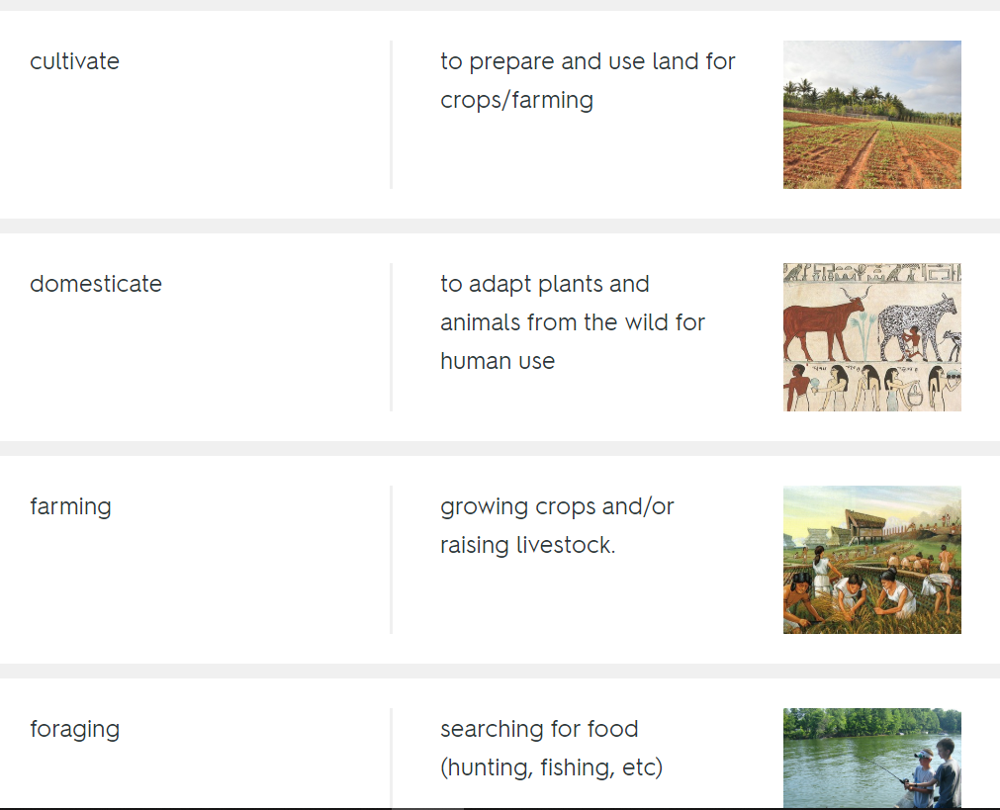 cultivate
to prepare and use land for
crops/farming
domesticate
to adapt plants and
animals from the wild for
human use
farming
growing crops and/or
raising livestock.
foraging
searching for food
(hunting, fishing, etc)